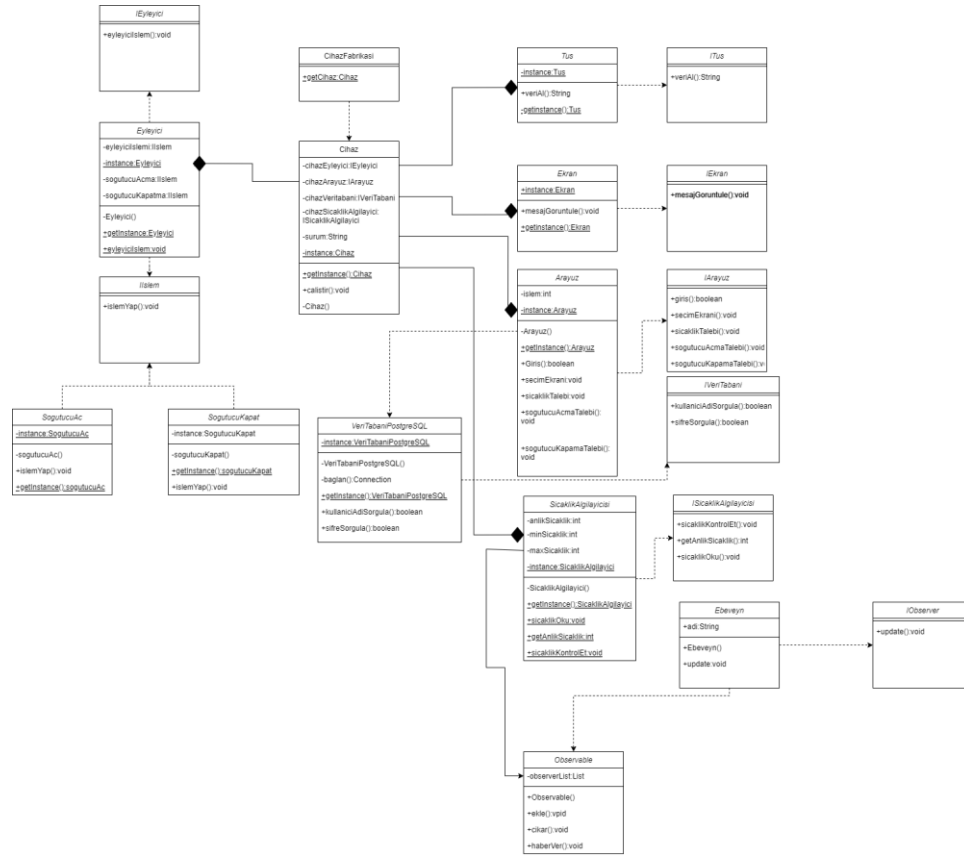 IEyleyici
+eyleyiciIslem():void
Eyleyici
-eyleyiciIslemi:IIslem
-instance:Eyleyici
-sogutucuAcma:IIslem
-sogutucuKapatma:IIslem
-Eyleyici()
+getInstance:Eyleyici
+eyleyiciIslem:void
IIslem
+islemYap():void
SogutucuAc
-instance:SogutucuAc
-sogutucuAc()
+islemYap():void
+getInstance():sogutucuAc
SogutucuKapat
-instance:SogutucuKapat
-sogutucuKapat()
+getInstance():sogutucuKapat
+islemYap():void
CihazFabrikasi
+getCihaz:Cihaz
Cihaz
-cihazEyleyici:IEyleyici
-cihazArayuz:IArayuz
-cihazVeritabani:IVeriTabani
-cihazSicaklikAlgilayici:
ISicaklikAlgilayici
-surum:String
-instance:Cihaz
+getInstance():Cihaz
+calistir():void
-Cihaz()
VeriTabaniPostgreSQL
-instance:VeriTabaniPostgreSQL
-VeriTabaniPostgreSQL()
-baglan():Connection
+getInstance():VeriTabaniPostgreSQL
+kullaniciAdiSorgula():boolean
+sifreSorgula():boolean
Tus
-instance:Tus
+veriAl():String
-getInstance():Tus
ITus
+veriAl():String
Ekran
+instance:Ekran
+mesajGoruntule():void
+getInstance():Ekran
IEkran
+mesajGoruntule():void
Arayuz
-islem:int
-instance:Arayuz
-Arayuz()
+getInstance():Arayuz
+Giris():boolean
+secimEkrani:void
+sicaklikTalebi:void
+sogutucuAcmaTalebi():
void
+sogutucuKapamaTalebi():
void
IArayuz
+giris():boolean
+secimEkrani():void
+sicaklikTalebi():void
+sogutucuAcmaTalebi():void
+sogutucuKapamaTalebi():vo
IVeriTabani
+kullaniciAdiSorgula():boolean
+sifreSorgula():boolean
SicaklikAlgilayicisi
-anlikSicaklik:int
-minSicaklik:int
-maxSicaklik:int
-instance:SicaklikAlgilayici
-SicaklikAlgilayici()
+getInstance():SicaklikAlgilayici
+sicaklikOku:void
+getAnlikSicaklik:int
+sicaklikKontrolEt:void
ISicaklikAlgilayici
+sicaklikKontrolEt():void
+getAnlikSicaklik():int
+sicaklikOku():void
Ebeveyn
+adi:String
+Ebeveyn()
+update:void
IObserver
+update():void
Observable
-observerList:List
+Observable()
+ekle():vpid
+cikar():void
+haberVer():void